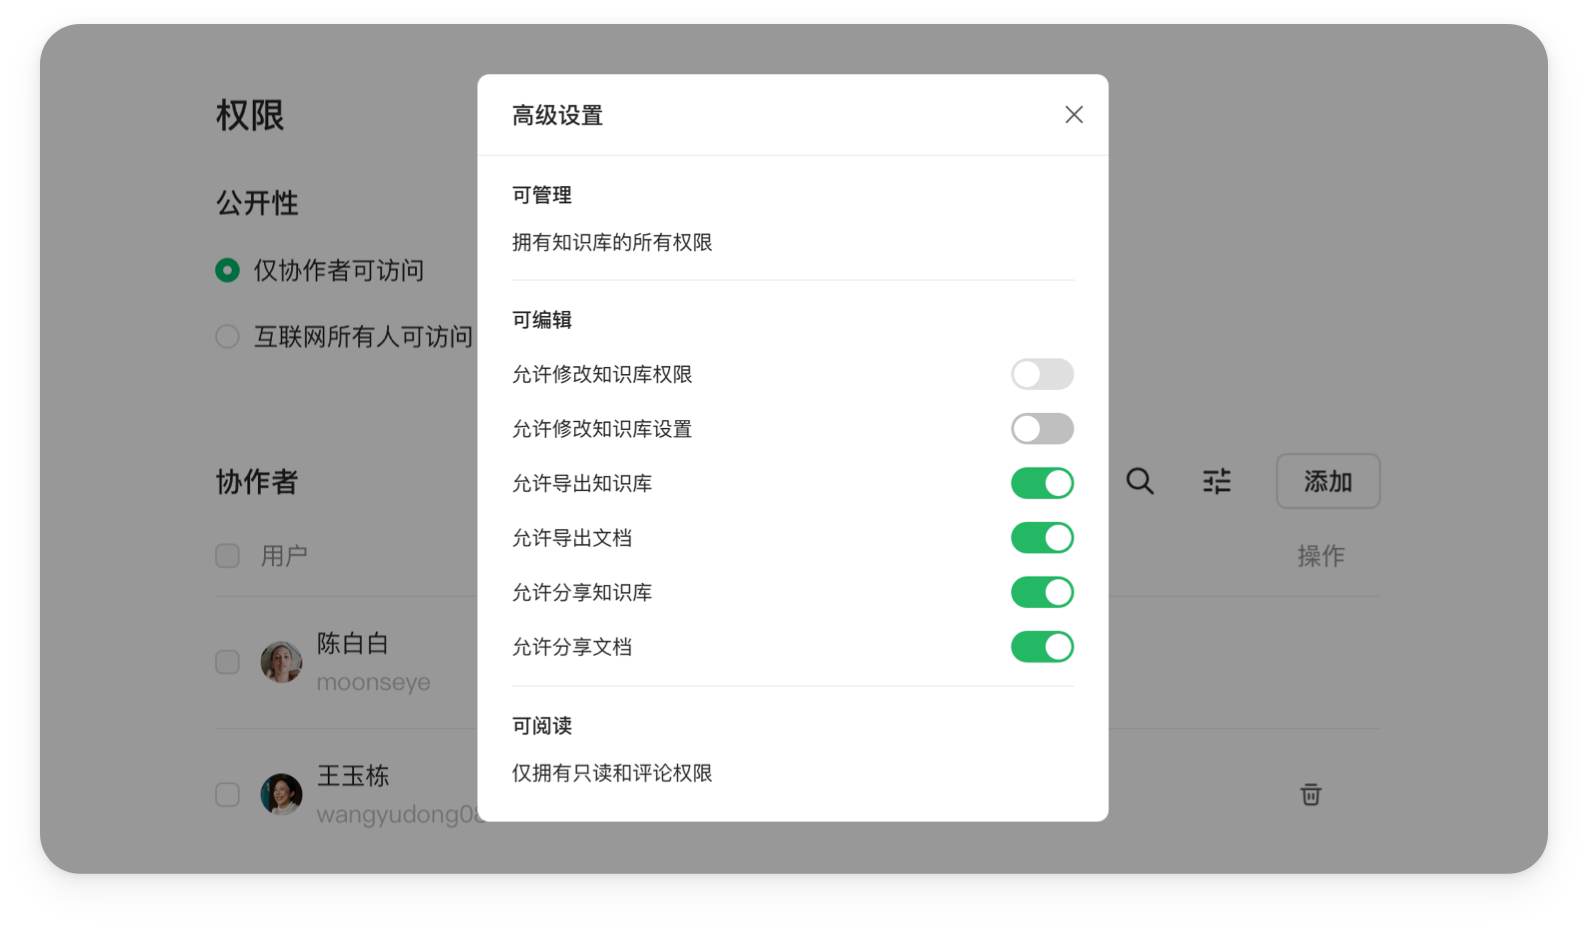 权限
公开性
仅协作者可访问
互联网所有人可访问
协作者
添加
用户
操作
陈白白
moonseye
王玉栋
高级设置
可管理
拥有知识库的所有权限
可编辑
允许修改知识库权限
允许修改知识库设置
允许导出知识库
允许导出文档
允许分享知识库
允许分享文档
可阅读
仅拥有只读和评论权限